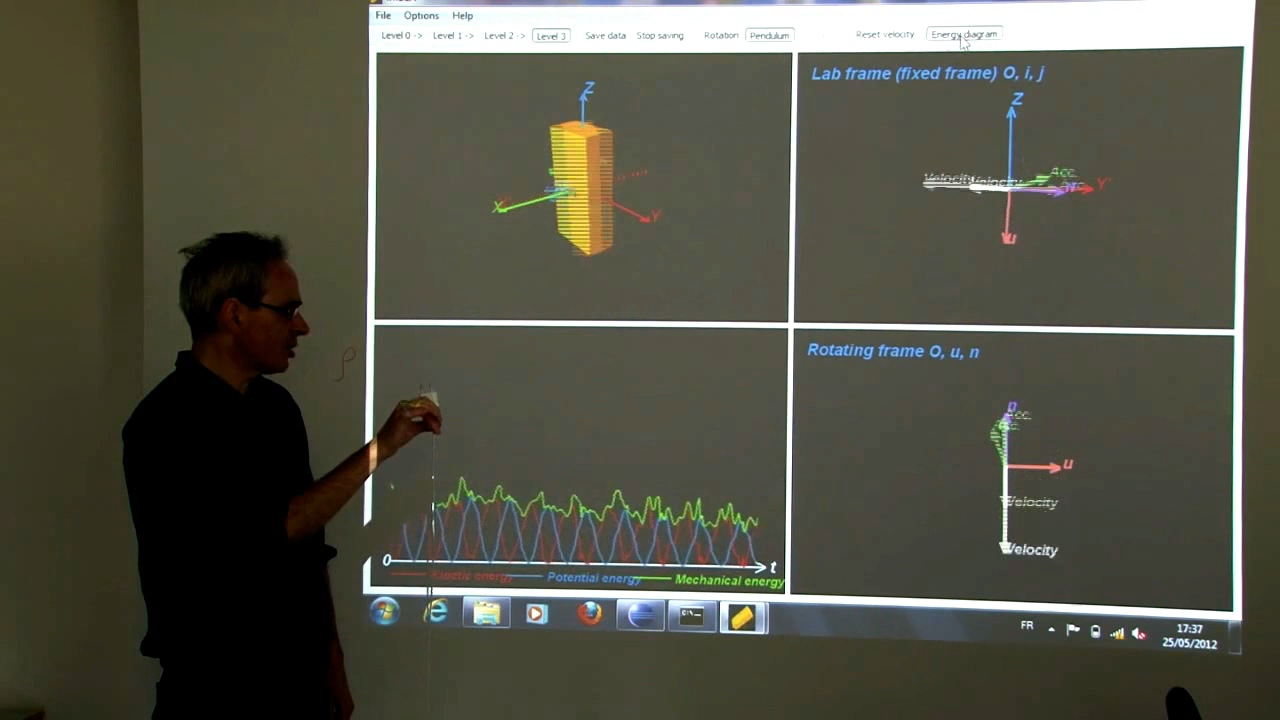 File Options Help
Level 0 -> Level 1 -> Level 2 -> Level 3 Save data Stop saving Rotation Pendulum Reset velocity Energy diagram
Z
X
Y
Lab frame (fixed frame) O, i, j
Z
Velocity Velocity Acc. Y'
u
Rotating frame O, u, n
n
Acc.
u
Velocity
Velocity
ρ
0 t
Kinetic energy Potential energy Mechanical energy
FR
17:37
25/05/2012